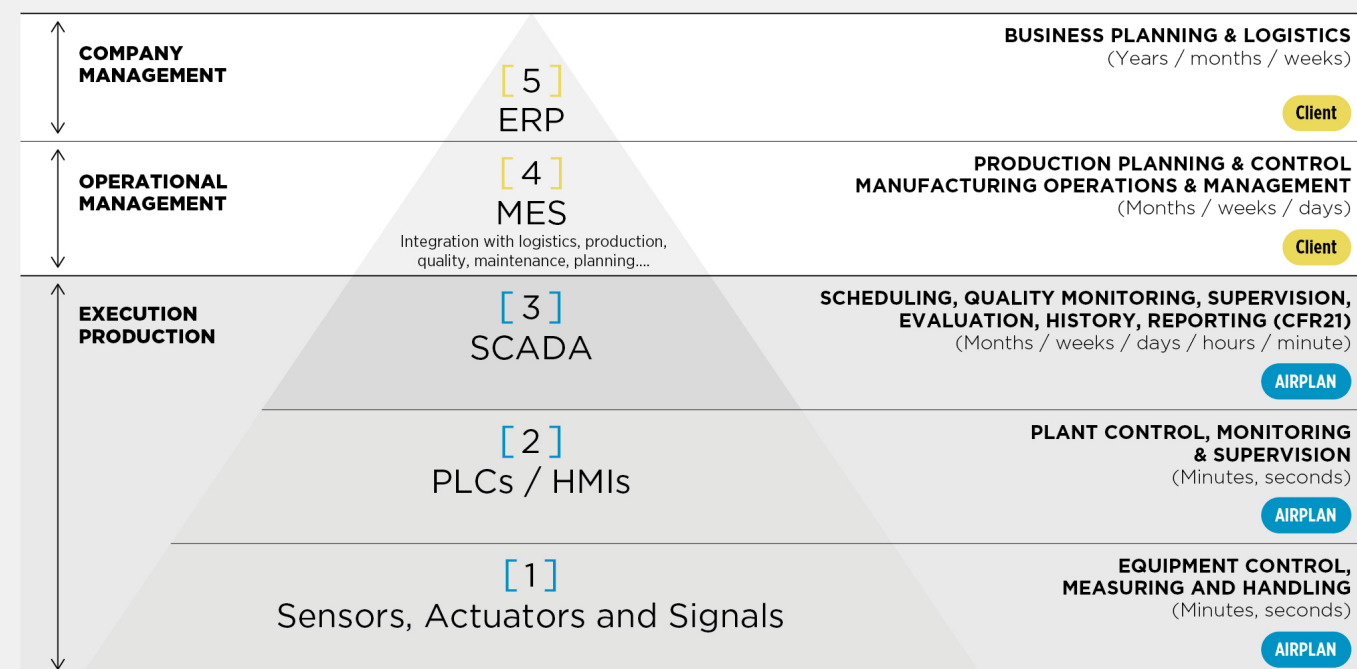 COMPANY
MANAGEMENT
[ 5 ]
ERP
BUSINESS PLANNING & LOGISTICS
(Years / months / weeks)
Client
OPERATIONAL
MANAGEMENT
[ 4 ]
MES
Integration with logistics, production,
quality, maintenance, planning....
PRODUCTION PLANNING & CONTROL
MANUFACTURING OPERATIONS & MANAGEMENT
(Months / weeks / days)
Client
EXECUTION
PRODUCTION
[ 3 ]
SCADA
SCHEDULING, QUALITY MONITORING, SUPERVISION,
EVALUATION, HISTORY, REPORTING (CFR21)
(Months / weeks / days / hours / minute)
AIRPLAN
[ 2 ]
PLCs / HMIs
PLANT CONTROL, MONITORING
& SUPERVISION
(Minutes, seconds)
AIRPLAN
[ 1 ]
Sensors, Actuators and Signals
EQUIPMENT CONTROL,
MEASURING AND HANDLING
(Minutes, seconds)
AIRPLAN